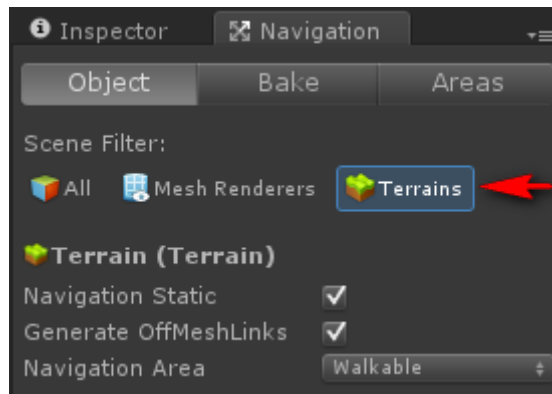 Inspector Navigation
Object Bake Areas
Scene Filter:
All Mesh Renderers Terrains
Terrain (Terrain)
Navigation Static
Generate OffMeshLinks
Navigation Area Walkable